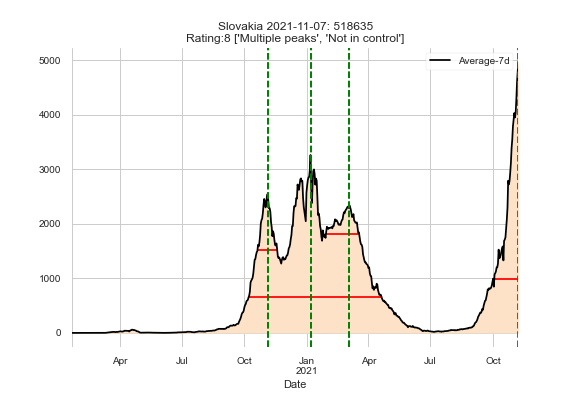 Slovakia 2021-11-07: 518635
Rating:8 ['Multiple peaks', 'Not in control']
Average-7d
5000
4000
3000
2000
1000
0
Apr
Jul
Oct
Jan
2021
Apr
Jul
Oct
Date